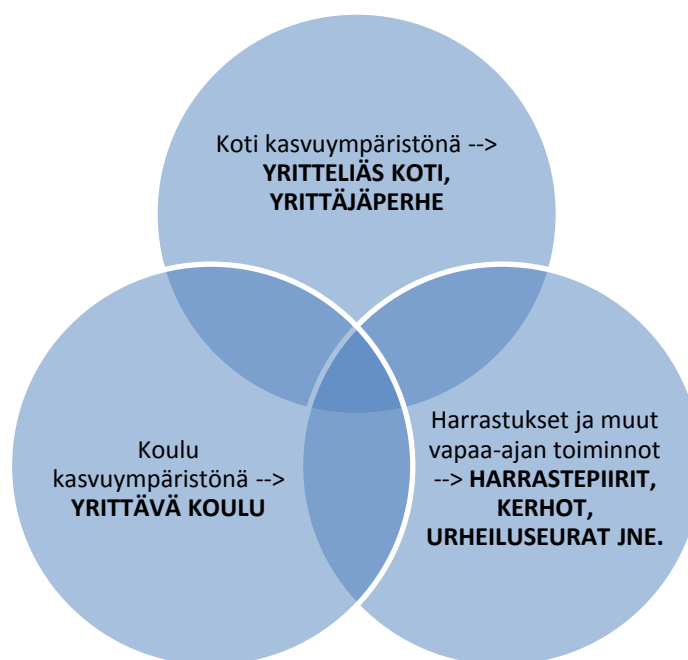 Koti kasvuympäristönä -->
YRITTELIÄS KOTI,
YRITTÄJÄPERHE
Koulu
kasvuympäristönä -->
YRITTÄVÄ KOULU
Harrastukset ja muut
vapaa-ajan toiminnot
--> HARRASTEPIIRIT,
KERHOT,
URHEILUSEURAT JNE.